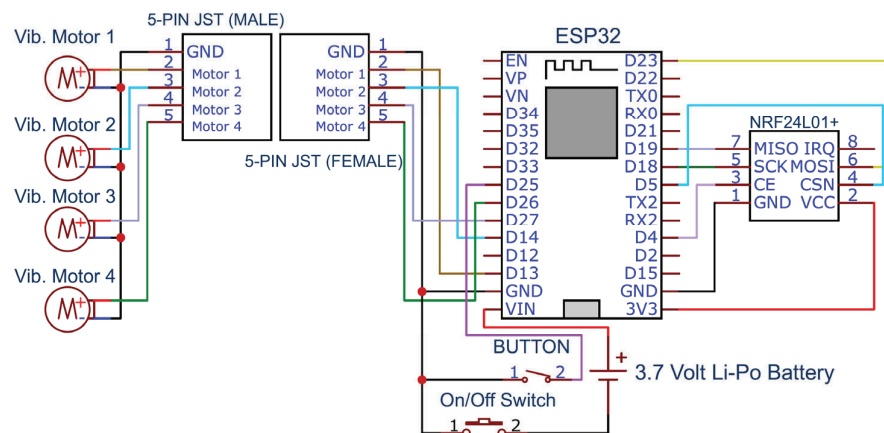 5-PIN JST (MALE)
Vib. Motor 1
M + -
1 GND
2 Motor 1
3 Motor 2
4 Motor 3
5 Motor 4
Vib. Motor 2
M + -
Vib. Motor 3
M + -
Vib. Motor 4
M + -
GND 1
Motor 1 2
Motor 2 3
Motor 3 4
Motor 4 5
5-PIN JST (FEMALE)
ESP32
EN D23
VP D22
VN TX0
D34 RX0
D35 D21
D32 D19
D33 D18
D25 D5
D26 TX2
D27 RX2
D14 D4
D12 D2
D13 D15
GND GND
VIN 3V3
NRF24L01+
7 MISO IRQ 8
5 SCK MOSI 6
3 CE CSN 4
1 GND VCC 2
BUTTON
1 2
+
3.7 Volt Li-Po Battery
On/Off Switch
1 2